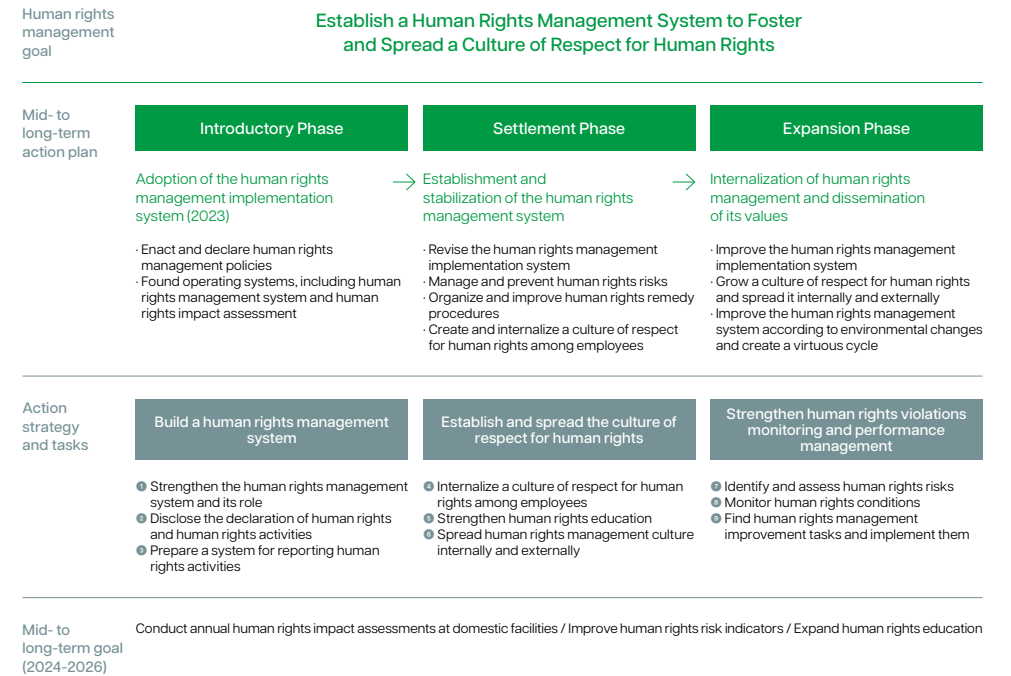 Human rights
management
goal
Establish a Human Rights Management System to Foster
and Spread a Culture of Respect for Human Rights
Mid- to
long-term
action plan
Introductory Phase
Adoption of the human rights
management implementation
system (2023)
· Enact and declare human rights
management policies
· Found operating systems, including human
rights management system and human
rights impact assessment
Settlement Phase
Establishment and
stabilization of the human rights
management system
· Revise the human rights management
implementation system
· Manage and prevent human rights risks
· Organize and improve human rights remedy
procedures
· Create and internalize a culture of respect
for human rights among employees
Expansion Phase
Internalization of human rights
management and dissemination
of its values
· Improve the human rights management
implementation system
· Grow a culture of respect for human rights
and spread it internally and externally
· Improve the human rights management
system according to environmental changes
and create a virtuous cycle
Action
strategy
and tasks
Build a human rights management
system
❶ Strengthen the human rights management
system and its role
❷ Disclose the declaration of human rights
and human rights activities
❸ Prepare a system for reporting human
rights activities
Establish and spread the culture of
respect for human rights
❹ Internalize a culture of respect for human
rights among employees
❺ Strengthen human rights education
❻ Spread human rights management culture
internally and externally
Strengthen human rights violations
monitoring and performance
management
❼ Identify and assess human rights risks
❽ Monitor human rights conditions
❾ Find human rights management
improvement tasks and implement them
Mid- to
long-term goal
(2024-2026)
Conduct annual human rights impact assessments at domestic facilities / Improve human rights risk indicators / Expand human rights education